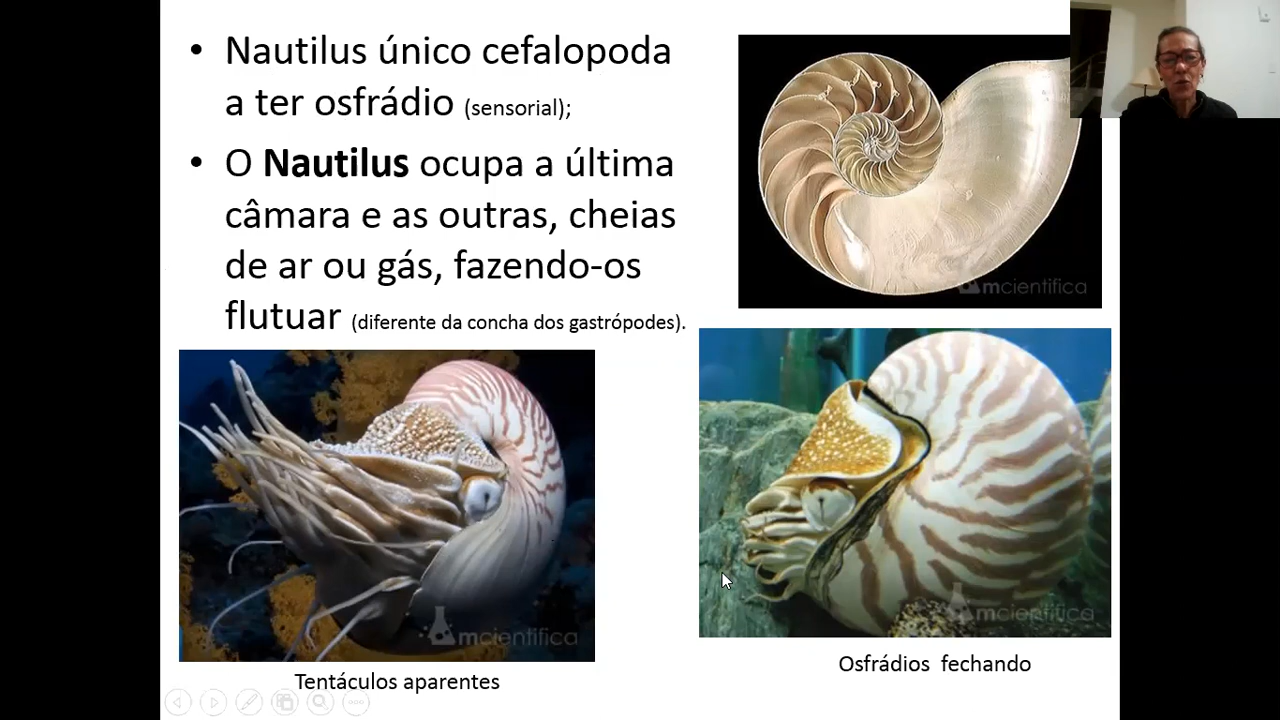 • Nautilus único cefalopoda
a ter osfrádio (sensorial);
• O Nautilus ocupa a última
câmara e as outras, cheias
de ar ou gás, fazendo-os
flutuar (diferente da concha dos gastrópodes).
mcientifica
mcientifica
mcientifica
Tentáculos aparentes
Osfrádios fechando